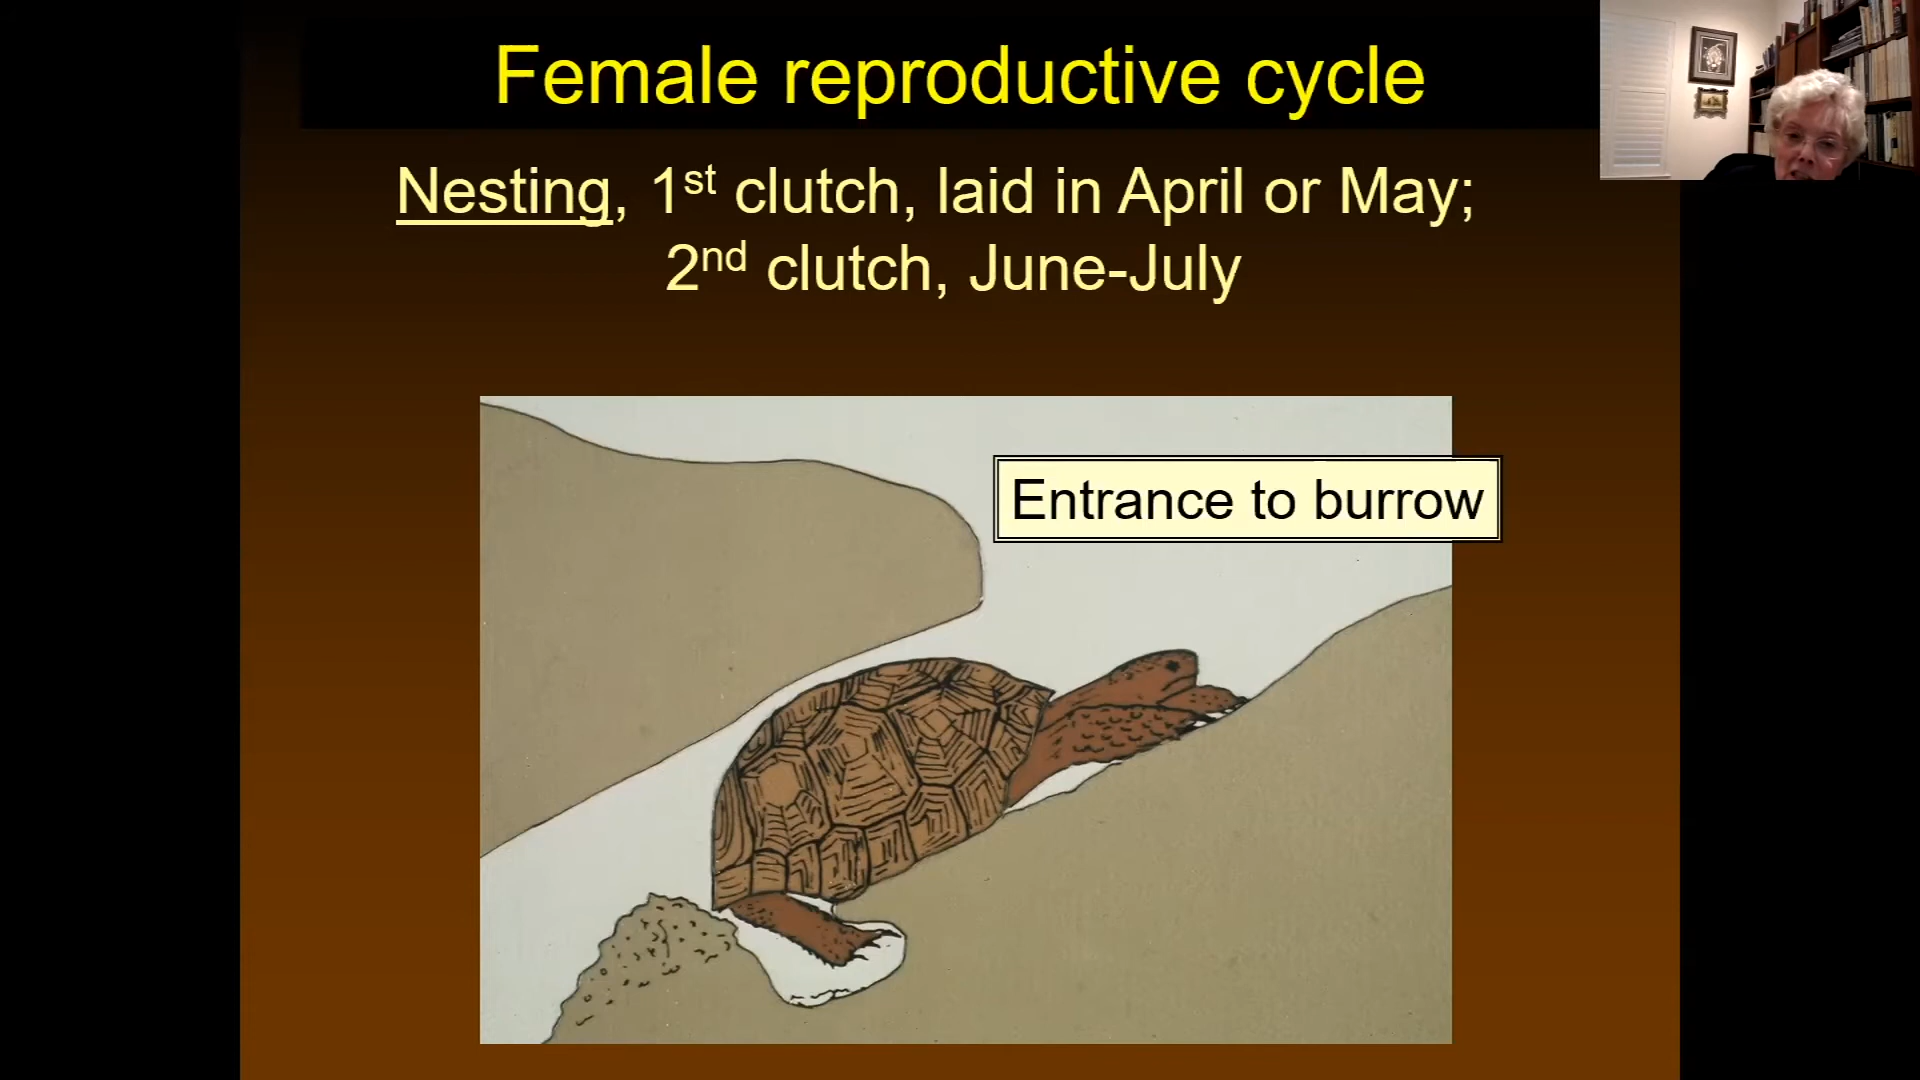 Female reproductive cycle
Nesting, 1st clutch, laid in April or May;
2nd clutch, June-July
Entrance to burrow